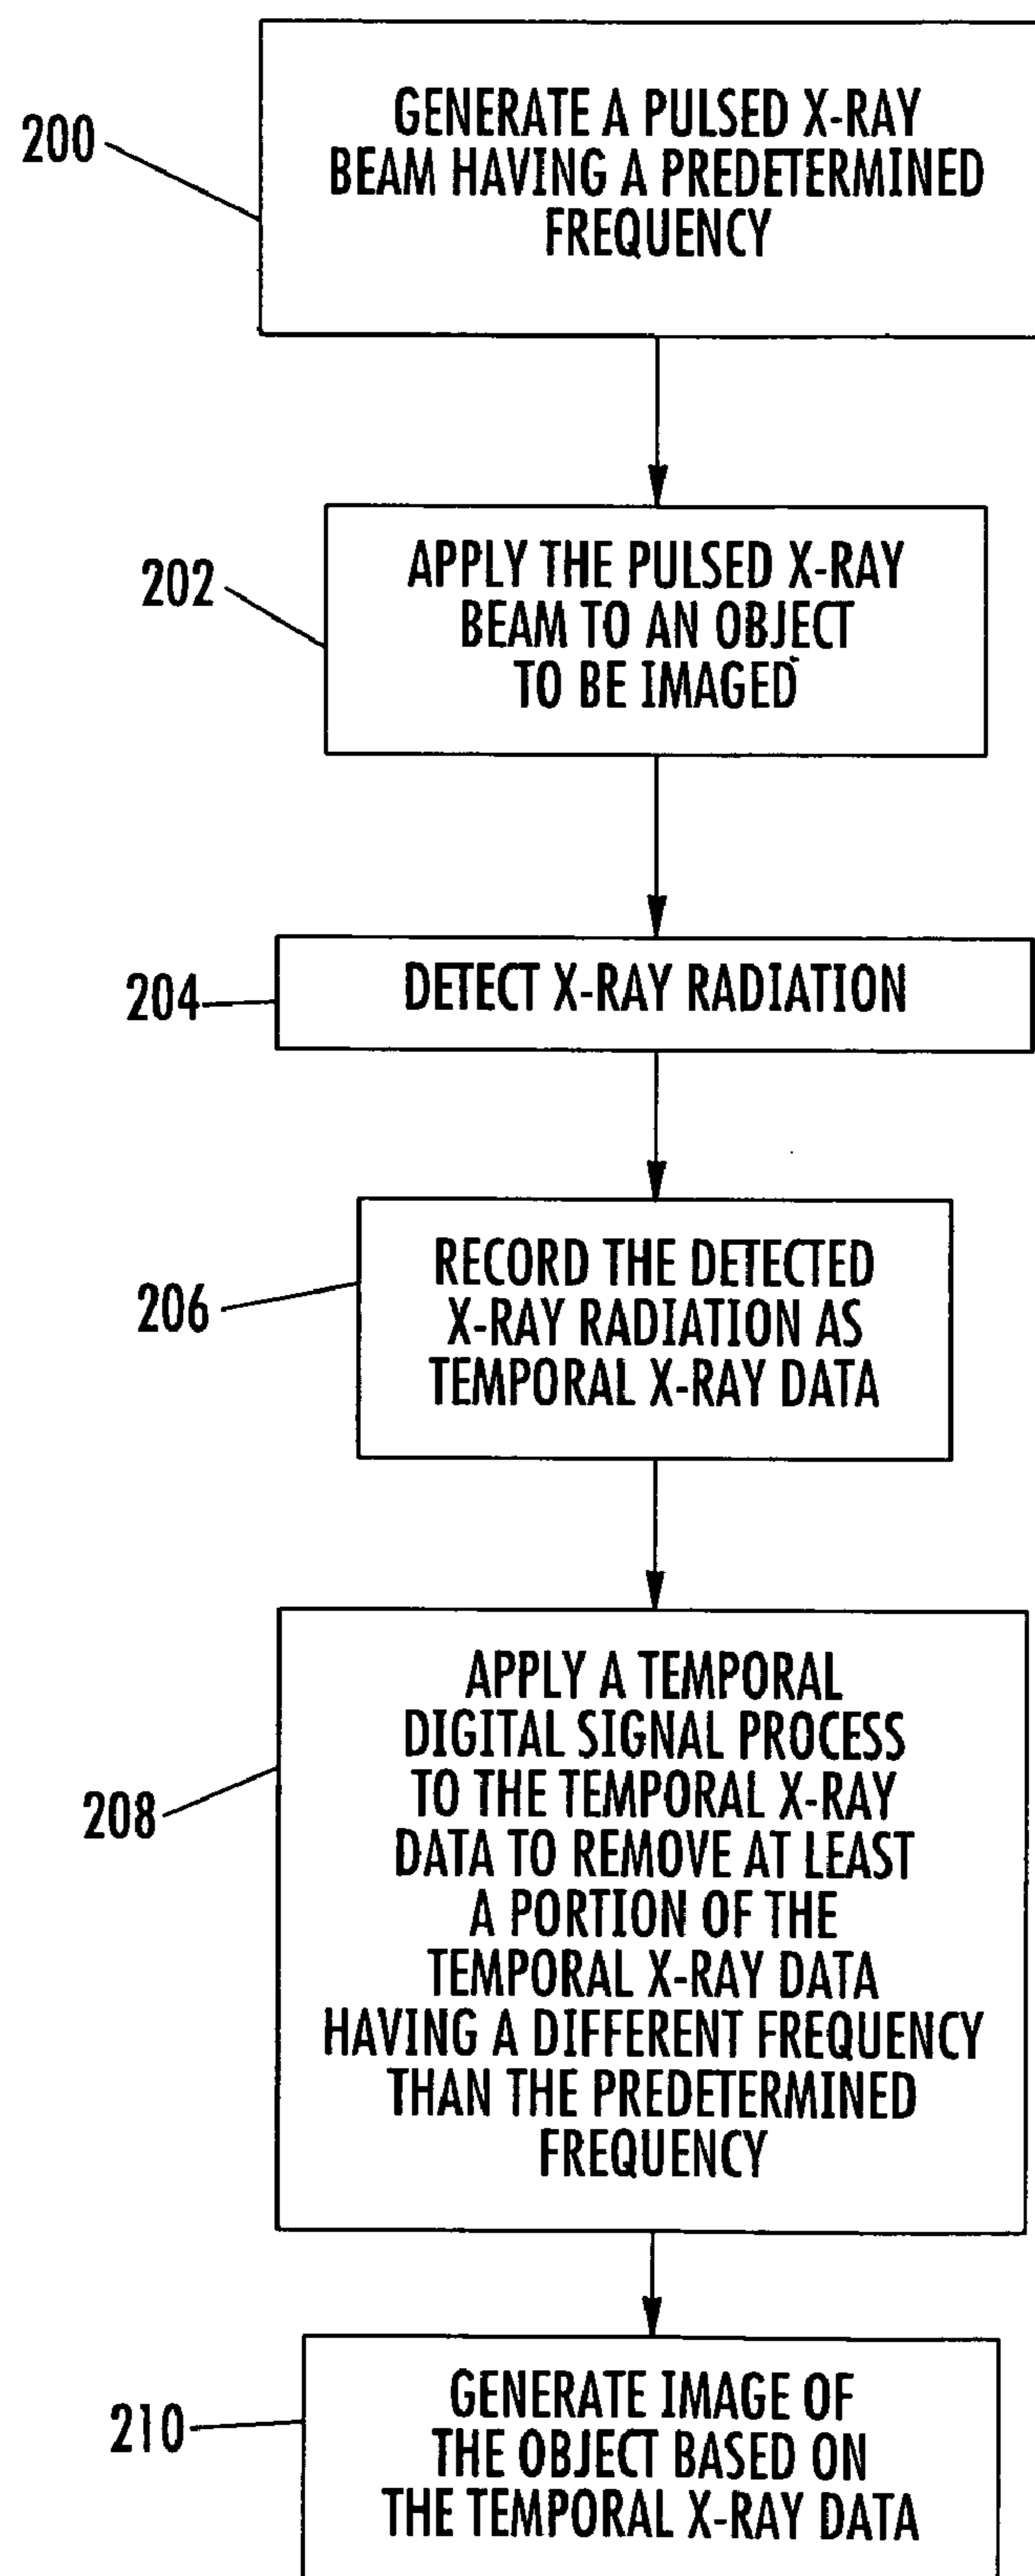 200
GENERATE A PULSED X-RAY
BEAM HAVING A PREDETERMINED
FREQUENCY
202
APPLY THE PULSED X-RAY
BEAM TO AN OBJECT
TO BE IMAGED
204
DETECT X-RAY RADIATION
206
RECORD THE DETECTED
X-RAY RADIATION AS
TEMPORAL X-RAY DATA
208
APPLY A TEMPORAL
DIGITAL SIGNAL PROCESS
TO THE TEMPORAL X-RAY
DATA TO REMOVE AT LEAST
A PORTION OF THE
TEMPORAL X-RAY DATA
HAVING A DIFFERENT FREQUENCY
THAN THE PREDETERMINED
FREQUENCY
210
GENERATE IMAGE OF
THE OBJECT BASED ON
THE TEMPORAL X-RAY DATA